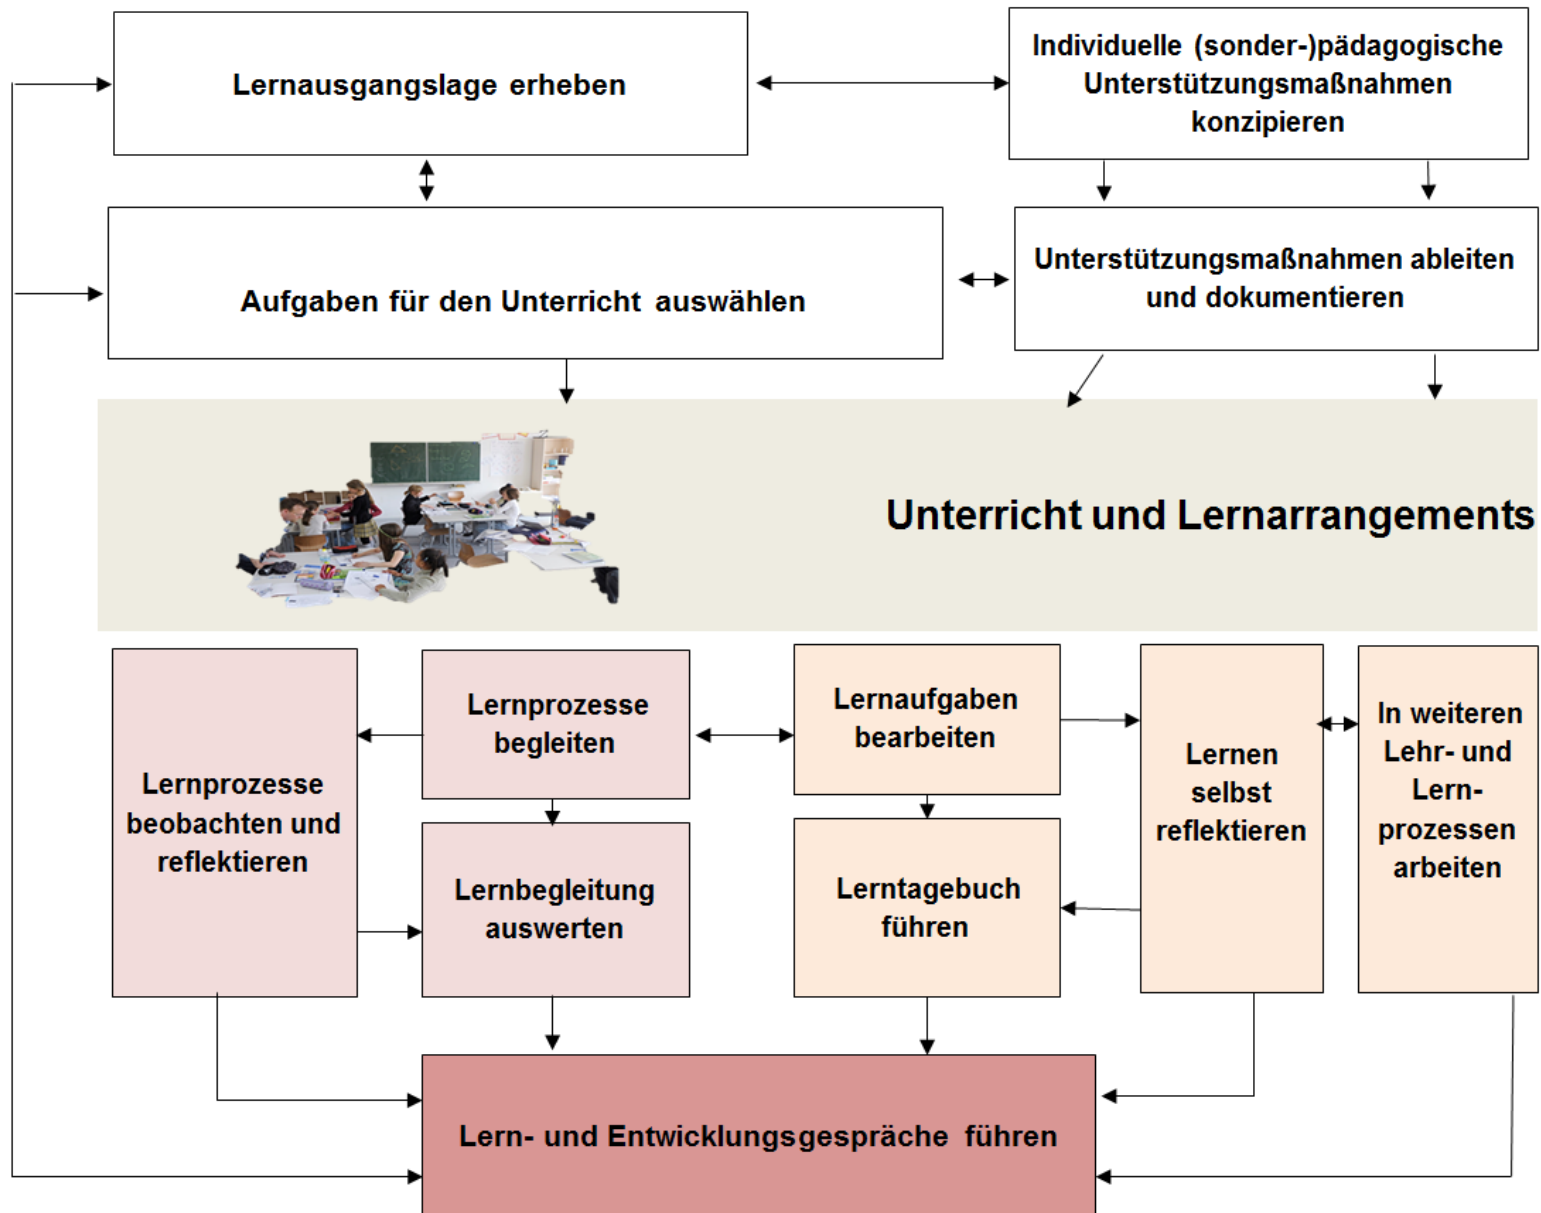 Lernausgangslage erheben
Individuelle (sonder-)pädagogische
Unterstützungsmaßnahmen
konzipieren
Aufgaben für den Unterricht auswählen
Unterstützungsmaßnahmen ableiten
und dokumentieren
Unterricht und Lernarrangements
Lernprozesse
beobachten und
reflektieren
Lernprozesse
begleiten
Lernbegleitung
auswerten
Lernaufgaben
bearbeiten
Lerntagebuch
führen
Lernen
selbst
reflektieren
In weiteren
Lehr- und
Lern-
prozessen
arbeiten
Lern- und Entwicklungsgespräche führen